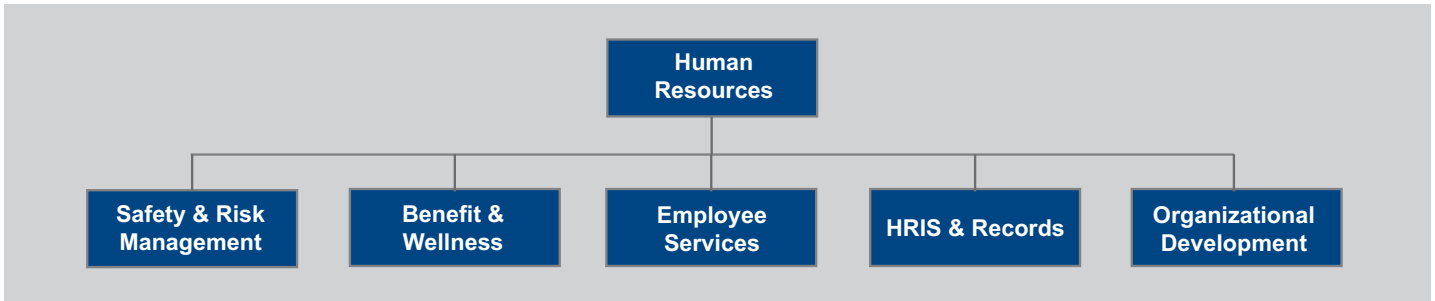 Human
Resources
Safety & Risk
Management
Benefit &
Wellness
Employee
Services
HRIS & Records
Organizational
Development